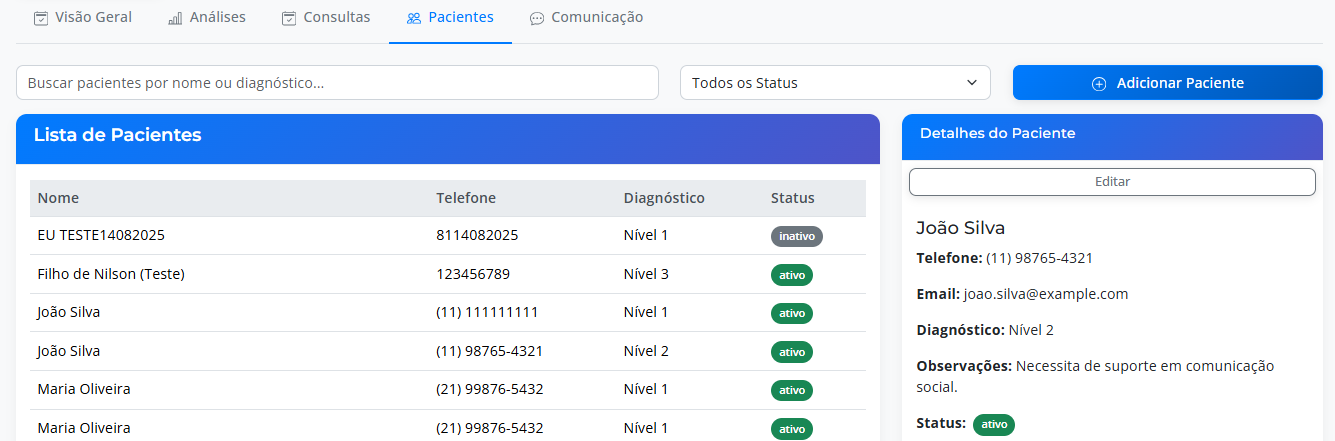 Visão Geral Análises Consultas Pacientes Comunicação
Buscar pacientes por nome ou diagnóstico... Todos os Status Adicionar Paciente
Lista de Pacientes
Nome Telefone Diagnóstico Status
EU TESTE14082025 8114082025 Nível 1 inativo
Filho de Nilson (Teste) 123456789 Nível 3 ativo
João Silva (11) 111111111 Nível 1 ativo
João Silva (11) 98765-4321 Nível 2 ativo
Maria Oliveira (21) 99876-5432 Nível 1 ativo
Maria Oliveira (21) 99876-5432 Nível 1 ativo
Detalhes do Paciente
Editar
João Silva
Telefone: (11) 98765-4321
Email: joao.silva@example.com
Diagnóstico: Nível 2
Observações: Necessita de suporte em comunicação
social.
Status: ativo